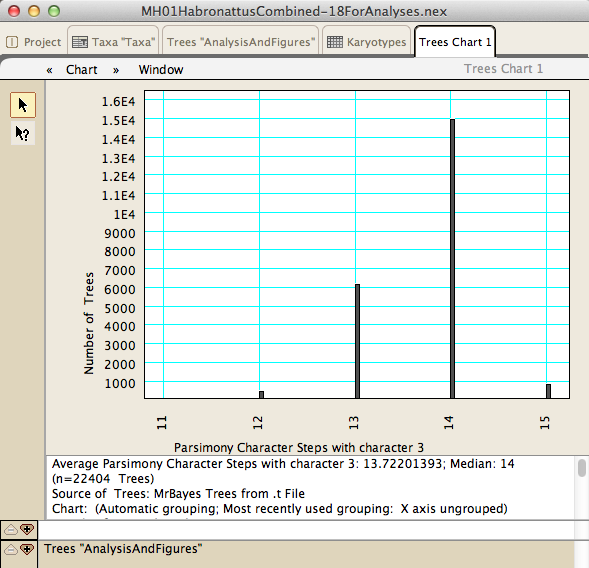 MH01HabronattusCombined-18ForAnalyses.nex
Project
Taxa "Taxa"
Trees "AnalysisAndFigures"
Karyotypes
Trees Chart 1
« Chart » Window
Trees Chart 1
1.6E4
1.5E4
1.4E4
1.3E4
1.2E4
1.1E4
1E4
9000
8000
7000
6000
5000
4000
3000
2000
1000
Number of Trees
11
12
13
14
15
Parsimony Character Steps with character 3
Average Parsimony Character Steps with character 3: 13.72201393; Median: 14
(n=22404 Trees)
Source of Trees: MrBayes Trees from .t File
Chart: (Automatic grouping; Most recently used grouping: X axis ungrouped)
Trees "AnalysisAndFigures"